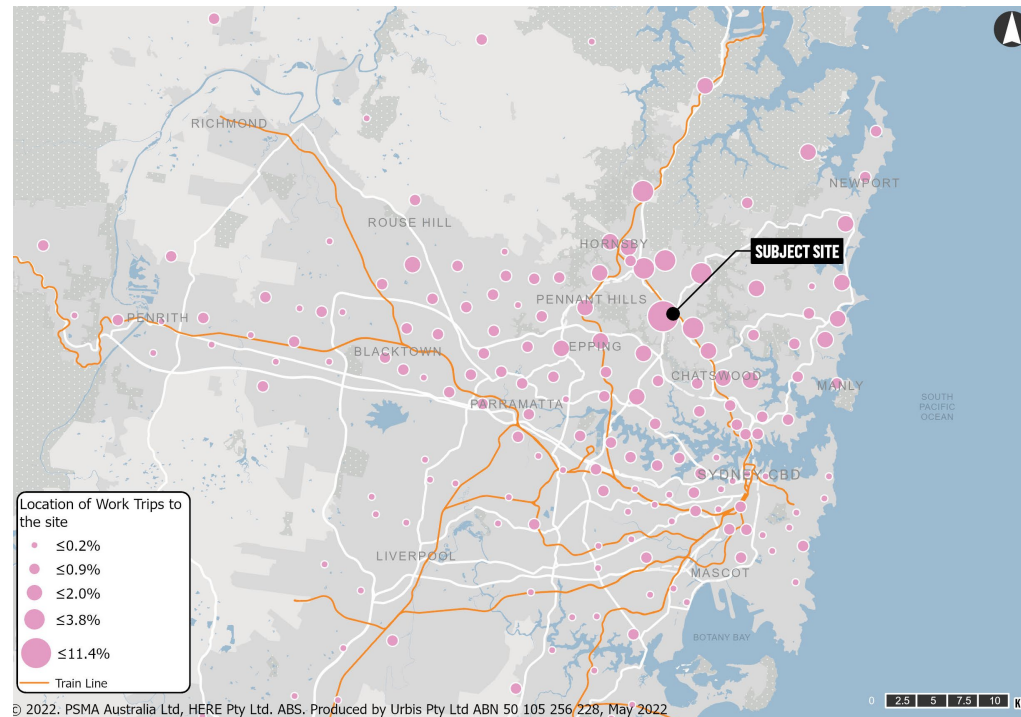 RICHMOND
NEWPORT
ROUSE HILL
HORNSBY
SUBJECT SITE
PENNANT HILLS
PENRITH
EPPING
BLACKTOWN
CHATSWOOD
MANLY
PARRAMATTA
SOUTH
PACIFIC
OCEAN
SYDNEY CBD
Location of Work Trips to
the site
≤0.2%
≤0.9%
≤2.0%
≤3.8%
≤11.4%
Train Line
LIVERPOOL
MASCOT
BOTANY BAY
© 2022. PSMA Australia Ltd, HERE Pty Ltd. ABS. Produced by Urbis Pty Ltd ABN 50 105 256 228, May 2022
0 2.5 5 7.5 10 K